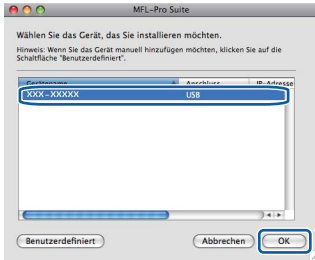 MFL-Pro Suite
Wählen Sie das Gerät, das Sie installieren möchten.
Hinweis: Wenn Sie das Gerät manuell hinzufügen möchten, klicken Sie auf die
Schaltfläche "Benutzerdefiniert".
Gerätename Anschluss IP-Adresse
XXX-XXXXX USB
Benutzerdefiniert Abbrechen OK